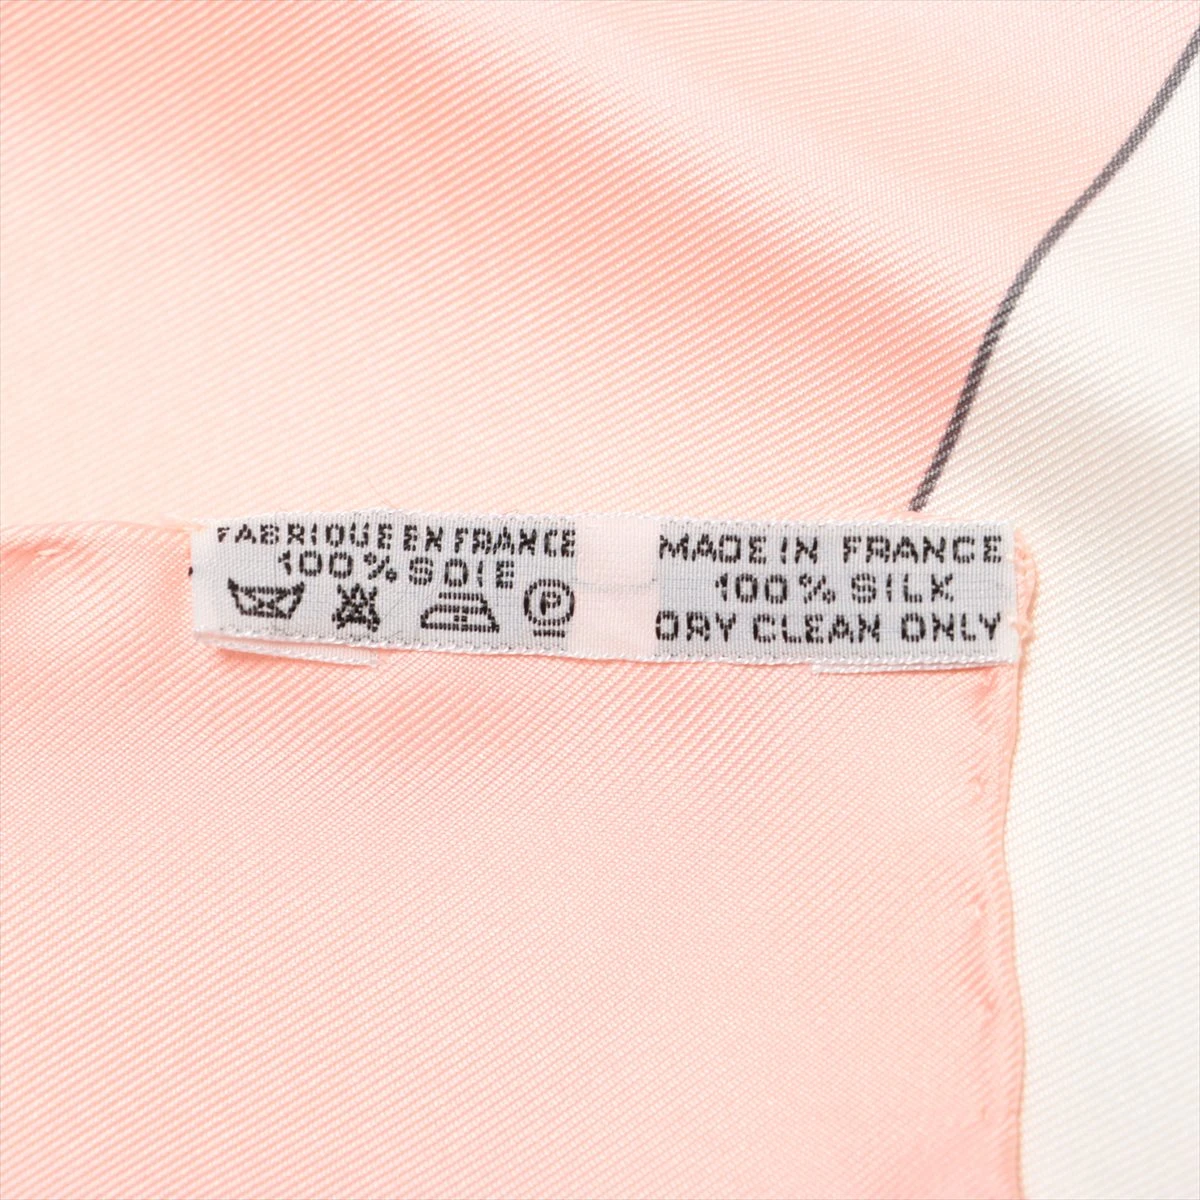 FABRIQUE EN FRANCE
100% SOIE
P
MADE IN FRANCE
100% SILK
DRY CLEAN ONLY